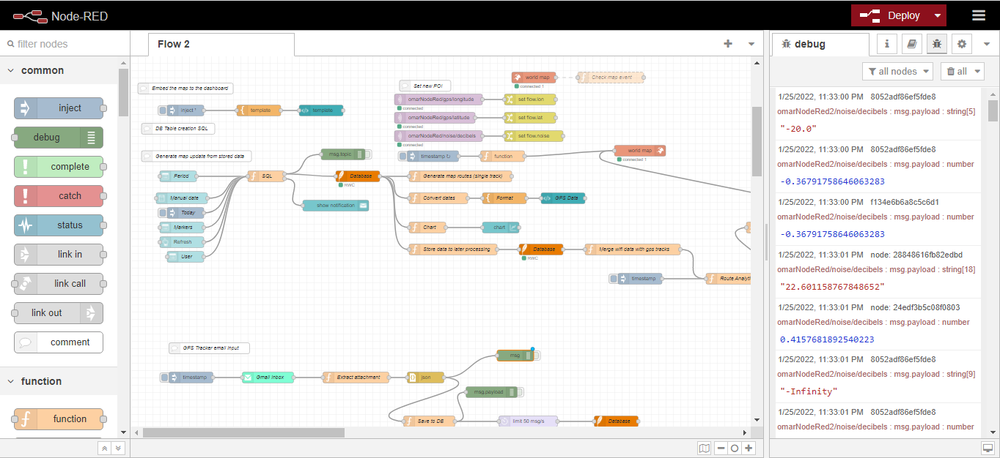 Node-RED
Deploy
filter nodes
common
inject
debug
complete
catch
status
link in
link call
link out
comment
function
function
Flow 2
Embed the map to the dashboard
inject ¹
template
template
DB Table creation SQL
Generate map update from stored data
Period
Manual date
Today
Markers
Refresh
User
SQL
msg.topic
Database
RWC
show notification
world map
connected 1
Check map event
Set new POI
omarNodeRed/gps/longitude
connected
set flow.lon
omarNodeRed/gps/latitude
connected
set flow.lat
omarNodeRed/noise/decibels
connected
set flow.noise
timestamp ↻
function
world map
connected 1
Generate map routes (single track)
Convert dates
Format
GPS Data
Chart
chart
Store data to later processing
Database
RWC
Merge wifi data with gps tracks
timestamp
Route Analyti
GPS Tracker email input
timestamp
Gmail Inbox
Extract attachment
json
msg
msg.payload
Save to DB
limit 50 msg/s
Database
debug
all nodes
all
1/25/2022, 11:33:00 PM 8052adf86ef5fde8
omarNodeRed2/noise/decibels : msg.payload : string[5]
"-20.0"
1/25/2022, 11:33:00 PM 8052adf86ef5fde8
omarNodeRed2/noise/decibels : msg.payload : number
-0.36791758646063283
1/25/2022, 11:33:00 PM f134e6b6a8c5c6d1
omarNodeRed2/noise/decibels : msg.payload : number
-0.36791758646063283
1/25/2022, 11:33:01 PM node: 28848616fb82edbd
omarNodeRed/noise/decibels : msg.payload : string[18]
"22.601158767848652"
1/25/2022, 11:33:01 PM node: 24edf3b5c08f0803
omarNodeRed/noise/decibels : msg.payload : number
0.4157681892540223
1/25/2022, 11:33:01 PM 8052adf86ef5fde8
omarNodeRed2/noise/decibels : msg.payload : string[9]
"-Infinity"
1/25/2022, 11:33:01 PM 8052adf86ef5fde8
omarNodeRed2/noise/decibels : msg.payload : number